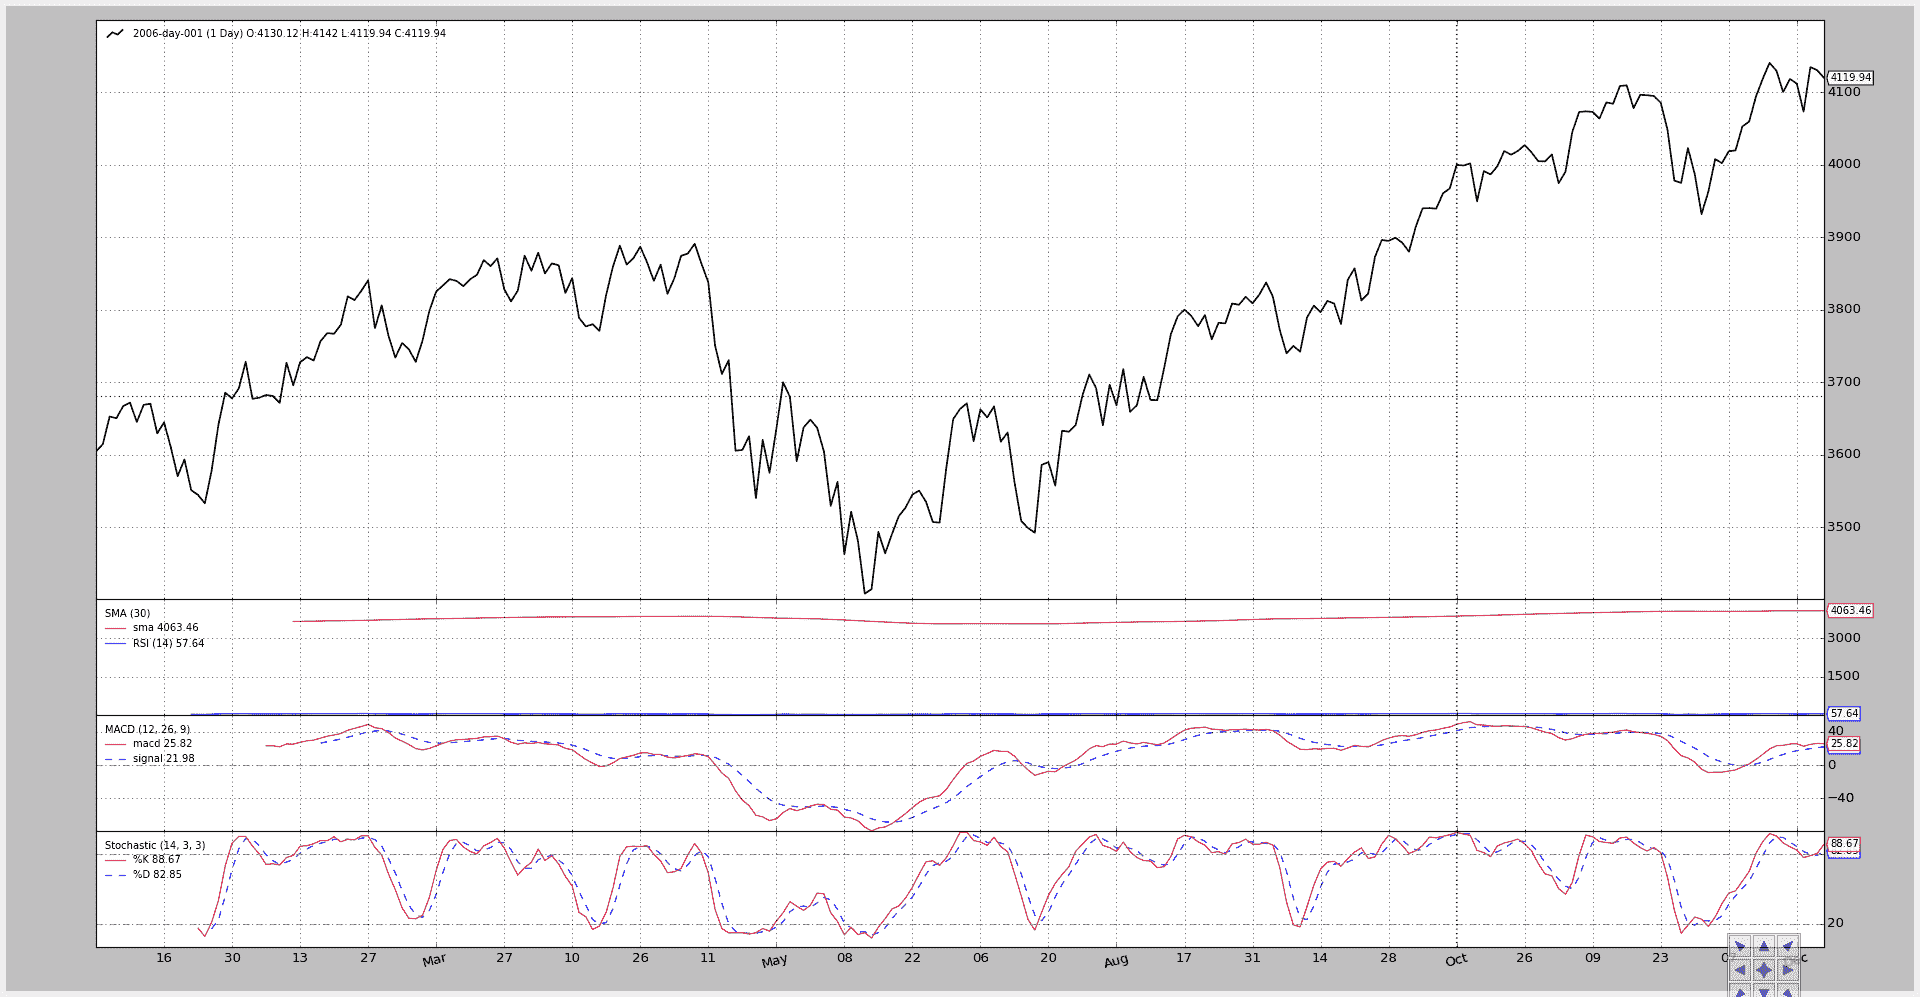 2006-day-001 (1 Day) O:4130.12 H:4142 L:4119.94 C:4119.94
4119.94
4100
4000
3900
3800
3700
3600
3500
SMA (30)
sma 4063.46
RSI (14) 57.64
4063.46
3000
1500
57.64
MACD (12, 26, 9)
macd 25.82
signal 21.98
40
25.82
0
−40
Stochastic (14, 3, 3)
%K 88.67
%D 82.85
88.67
20
16 30 13 27 Mar 27 10 26 11 May 08 22 06 20 Aug 17 31 14 28 Oct 26 09 23